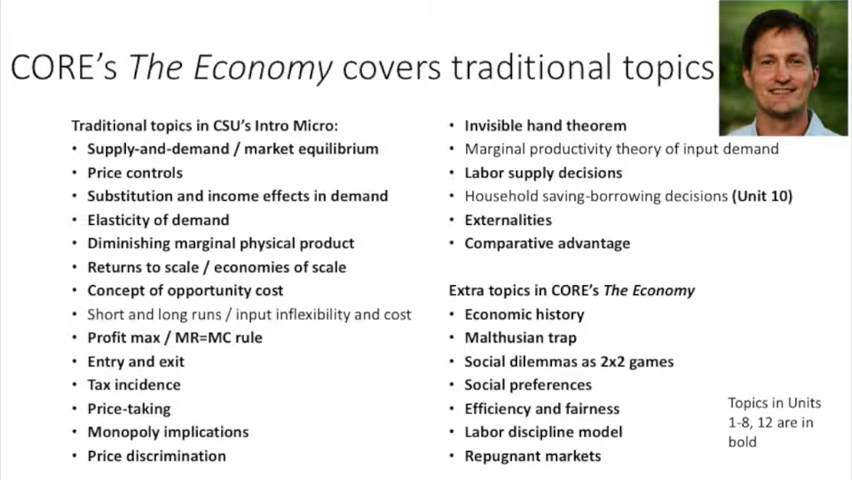 CORE's The Economy covers traditional topics
Traditional topics in CSU's Intro Micro:
• Supply-and-demand / market equilibrium
• Price controls
• Substitution and income effects in demand
• Elasticity of demand
• Diminishing marginal physical product
• Returns to scale / economies of scale
• Concept of opportunity cost
• Short and long runs / input inflexibility and cost
• Profit max / MR=MC rule
• Entry and exit
• Tax incidence
• Price-taking
• Monopoly implications
• Price discrimination
• Invisible hand theorem
• Marginal productivity theory of input demand
• Labor supply decisions
• Household saving-borrowing decisions (Unit 10)
• Externalities
• Comparative advantage
Extra topics in CORE's The Economy
• Economic history
• Malthusian trap
• Social dilemmas as 2x2 games
• Social preferences
• Efficiency and fairness
• Labor discipline model
• Repugnant markets
Topics in Units
1-8, 12 are in
bold